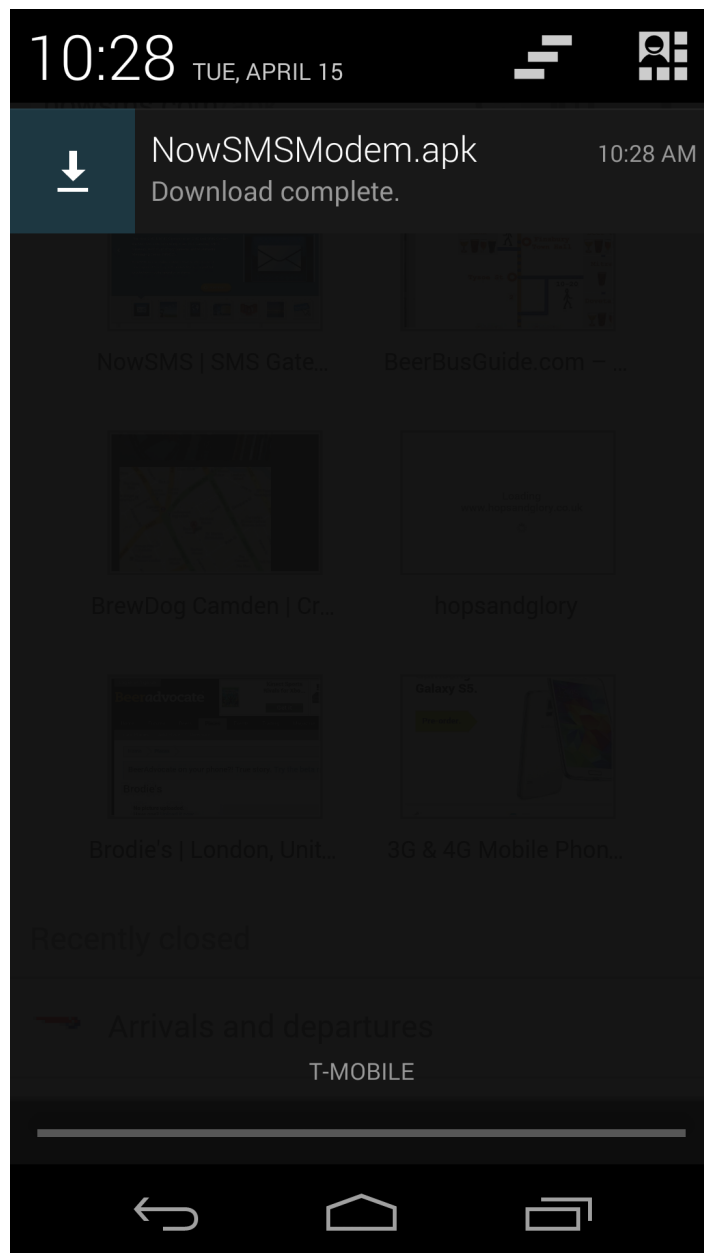 10:28 TUE, APRIL 15
NowSMSModem.apk 10:28 AM
Download complete.
NowSMS | SMS Gate...
BeerBusGuide.com – ...
BrewDog Camden | Cr...
hopsandglory
beeradvocate
Galaxy S5.
Brodie's | London, Unit...
3G & 4G Mobile Phon...
Recently closed
Arrivals and departures
T-MOBILE